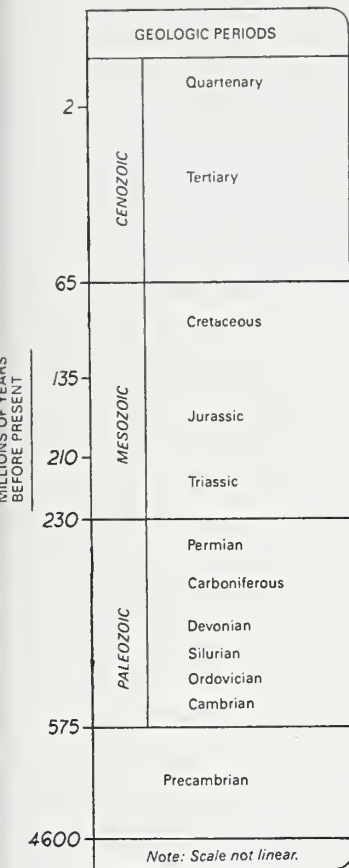 GEOLOGIC PERIODS
Quartenary
2
CENOZOIC
Tertiary
65
Cretaceous
135
MILLIONS OF YEARS
BEFORE PRESENT
MESOZOIC
Jurassic
210
Triassic
230
Permian
Carboniferous
PALEOZOIC
Devonian
Silurian
Ordovician
Cambrian
575
Precambrian
4600
Note: Scale not linear.